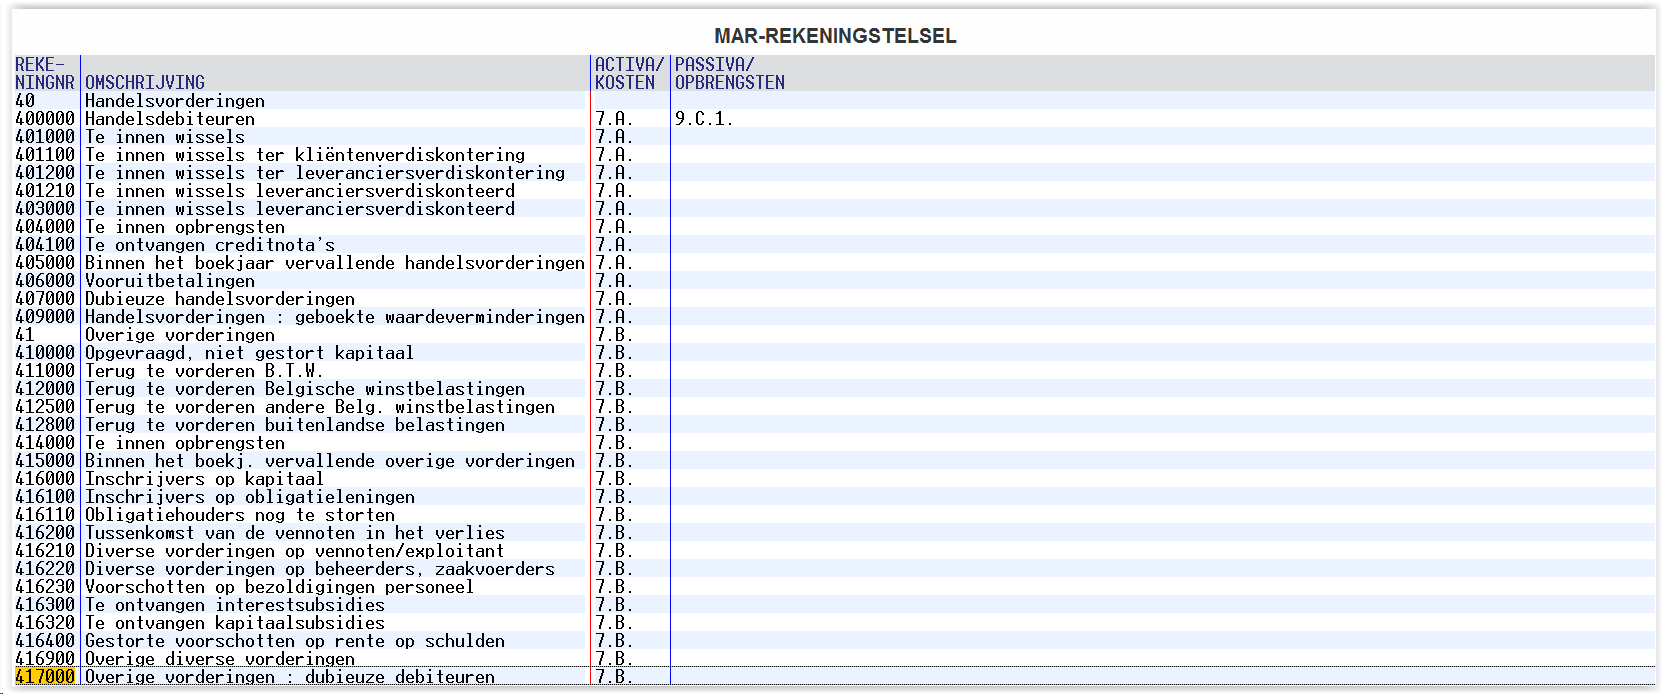 MAR-REKENINGSTELSEL
REKE- ACTIVA/ PASSIVA/
NINGNR OMSCHRIJVING KOSTEN OPBRENGSTEN
40 Handelsvorderingen
400000 Handelsdebiteuren 7.A. 9.C.1.
401000 Te innen wissels 7.A.
401100 Te innen wissels ter kliëntenverdiskontering 7.A.
401200 Te innen wissels ter leveranciersverdiskontering 7.A.
401210 Te innen wissels leveranciersverdiskonteerd 7.A.
403000 Te innen wissels leveranciersverdiskonteerd 7.A.
404000 Te innen opbrengsten 7.A.
404100 Te ontvangen creditnota's 7.A.
405000 Binnen het boekjaar vervallende handelsvorderingen 7.A.
406000 Vooruitbetalingen 7.A.
407000 Dubieuze handelsvorderingen 7.A.
409000 Handelsvorderingen : geboekte waardeverminderingen 7.A.
41 Overige vorderingen 7.B.
410000 Opgevraagd, niet gestort kapitaal 7.B.
411000 Terug te vorderen B.T.W. 7.B.
412000 Terug te vorderen Belgische winstbelastingen 7.B.
412500 Terug te vorderen andere Belg. winstbelastingen 7.B.
412800 Terug te vorderen buitenlandse belastingen 7.B.
414000 Te innen opbrengsten 7.B.
415000 Binnen het boekj. vervallende overige vorderingen 7.B.
416000 Inschrijvers op kapitaal 7.B.
416100 Inschrijvers op obligatieleningen 7.B.
416110 Obligatiehouders nog te storten 7.B.
416200 Tussenkomst van de vennoten in het verlies 7.B.
416210 Diverse vorderingen op vennoten/exploitant 7.B.
416220 Diverse vorderingen op beheerders, zaakvoerders 7.B.
416230 Voorschotten op bezoldigingen personeel 7.B.
416300 Te ontvangen interestsubsidies 7.B.
416320 Te ontvangen kapitaalsubsidies 7.B.
416400 Gestorte voorschotten op rente op schulden 7.B.
416900 Overige diverse vorderingen 7.B.
417000 Overige vorderingen : dubieuze debiteuren 7.B.